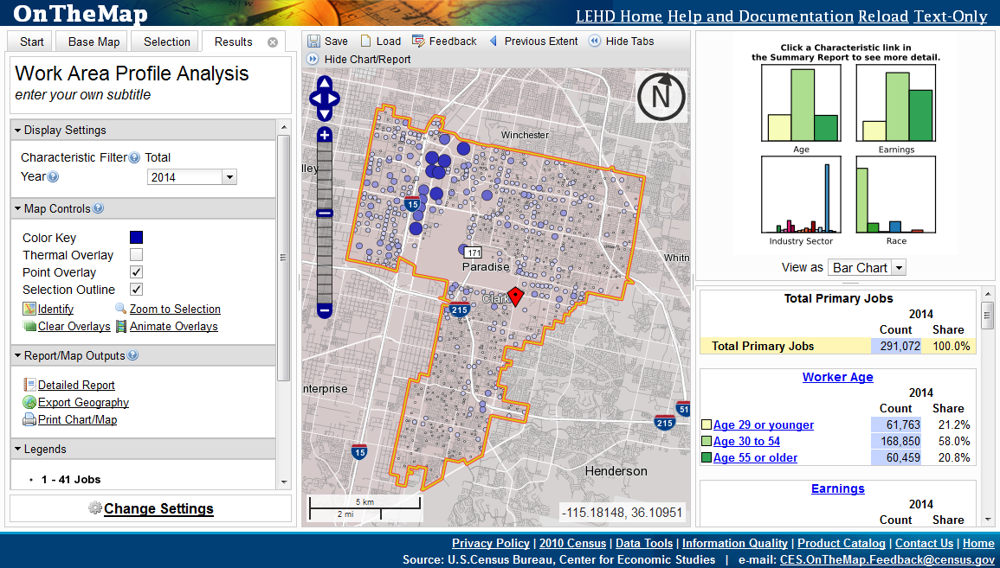 OnTheMap
LEHD Home Help and Documentation Reload Text-Only
Start Base Map Selection Results
Save Load Feedback Previous Extent Hide Tabs
Hide Chart/Report
Work Area Profile Analysis
enter your own subtitle
Display Settings
Characteristic Filter Total
Year 2014
Map Controls
Color Key
Thermal Overlay
Point Overlay
Selection Outline
Identify Zoom to Selection
Clear Overlays Animate Overlays
Report/Map Outputs
Detailed Report
Export Geography
Print Chart/Map
Legends
• 1 - 41 Jobs
Change Settings
N
Winchester
lley
15
171
Paradise
Whitn
Clark
215
nterprise
51
215
15
Henderson
5 km
2 mi
-115.18148, 36.10951
Click a Characteristic link in
the Summary Report to see more detail.
Age Earnings
Industry Sector Race
View as Bar Chart
Total Primary Jobs
2014
Count Share
Total Primary Jobs 291,072 100.0%
Worker Age
2014
Count Share
Age 29 or younger 61,763 21.2%
Age 30 to 54 168,850 58.0%
Age 55 or older 60,459 20.8%
Earnings
2014
Count Share
Privacy Policy | 2010 Census | Data Tools | Information Quality | Product Catalog | Contact Us | Home
Source: U.S.Census Bureau, Center for Economic Studies | e-mail: CES.OnTheMap.Feedback@census.gov